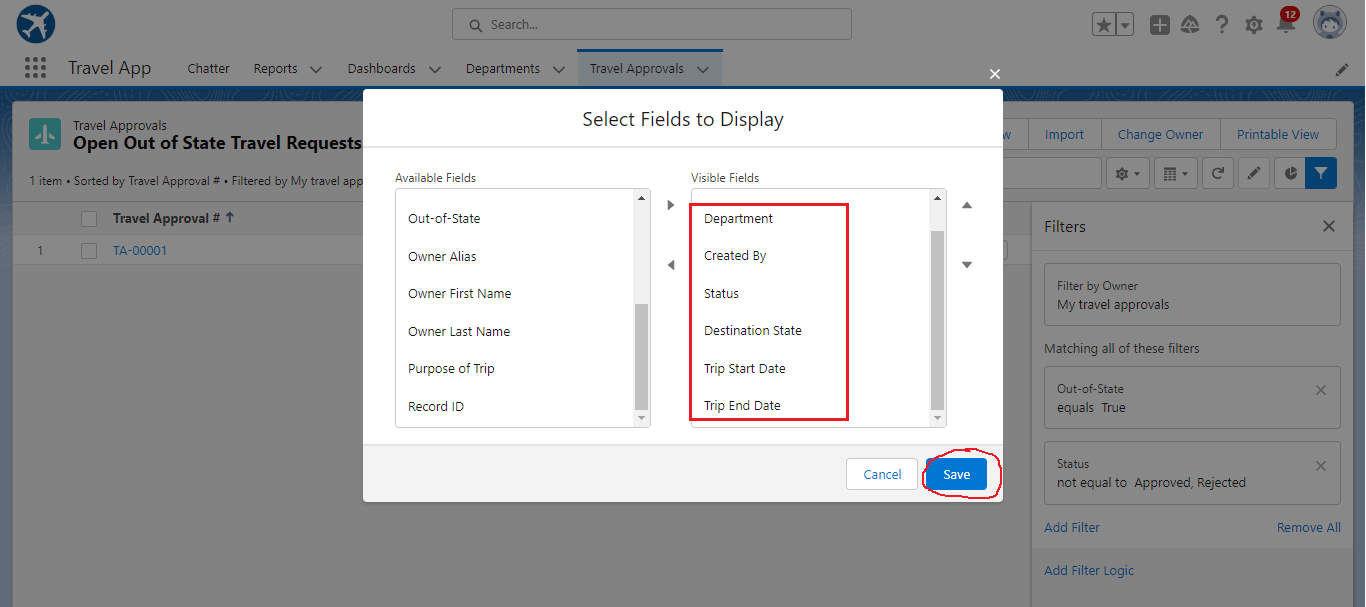 Search...
12
Travel App
Chatter
Reports
Dashboards
Departments
Travel Approvals
Travel Approvals
Open Out of State Travel Requests
Import
Change Owner
Printable View
1 item • Sorted by Travel Approval # • Filtered by My travel app
Travel Approval # ↑
1
TA-00001
Select Fields to Display
Available Fields
Out-of-State
Owner Alias
Owner First Name
Owner Last Name
Purpose of Trip
Record ID
Visible Fields
Department
Created By
Status
Destination State
Trip Start Date
Trip End Date
Cancel
Save
Filters
Filter by Owner
My travel approvals
Matching all of these filters
Out-of-State
equals True
Status
not equal to Approved, Rejected
Add Filter
Remove All
Add Filter Logic